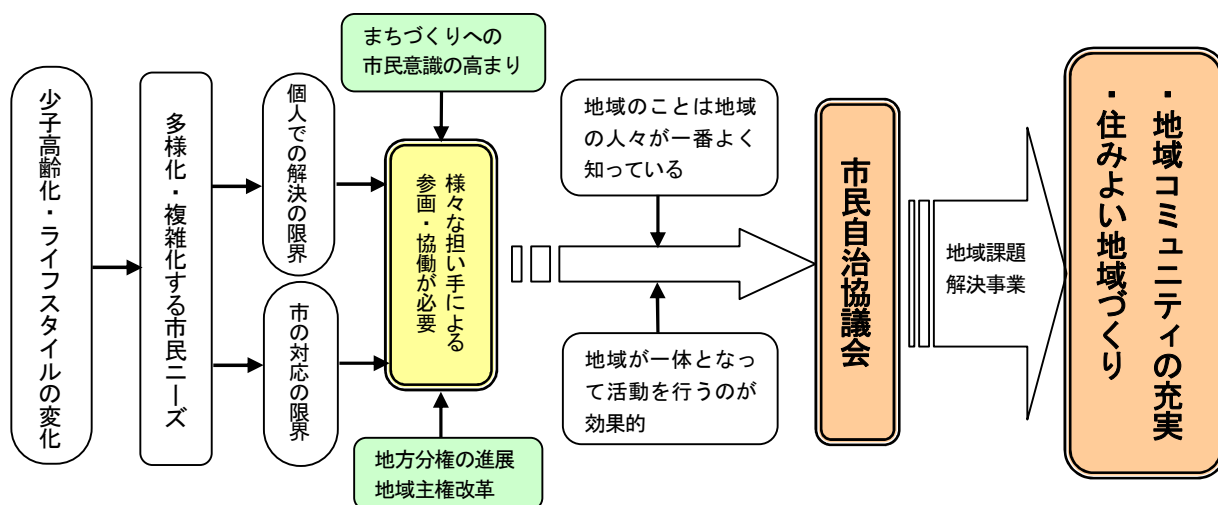 少子高齢化・ライフスタイルの変化
多様化・複雑化する市民ニーズ
個人での解決の限界
市の対応の限界
まちづくりへの
市民意識の高まり
様々な担い手による
参画・協働が必要
地方分権の進展
地域主権改革
地域のことは地域
の人々が一番よく
知っている
地域が一体となっ
て活動を行うのが
効果的
市民自治協議会
地域課題
解決事業
・地域コミュニティの充実
・住みよい地域づくり